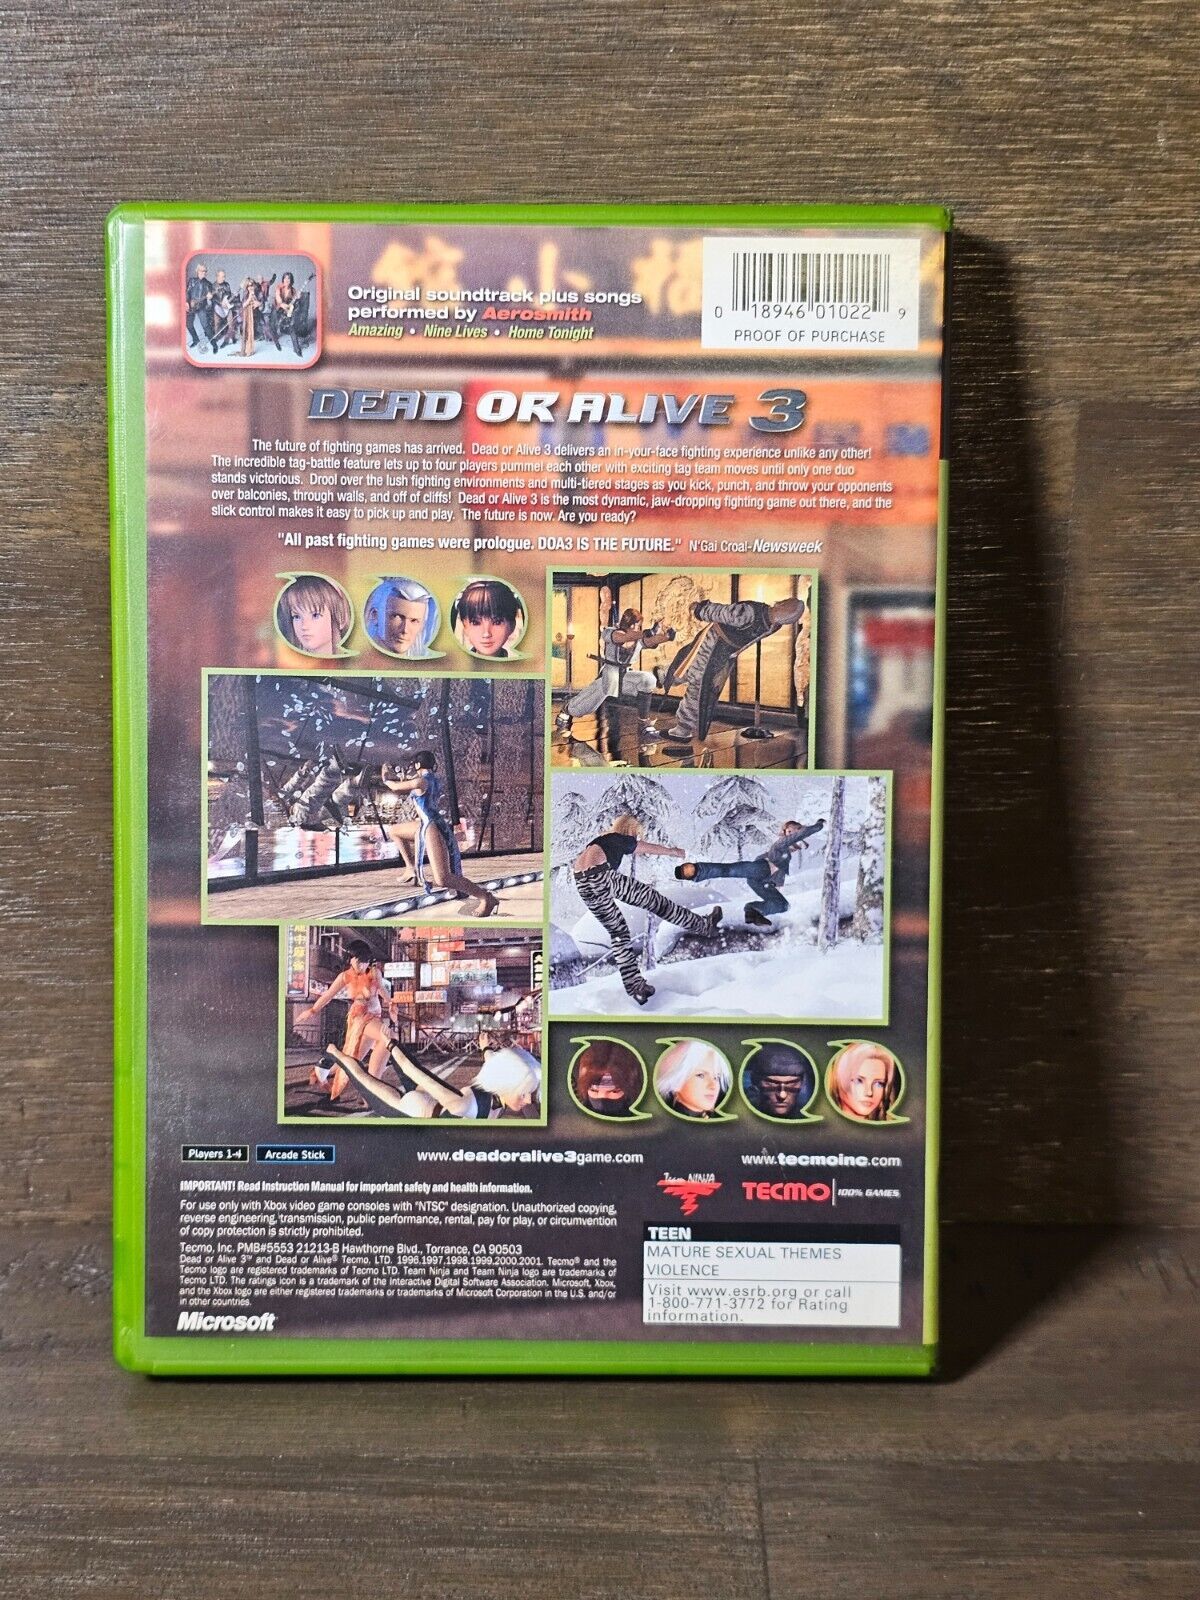 Original soundtrack plus songs
performed by Aerosmith
Amazing • Nine Lives • Home Tonight
0 18946 01022 9
PROOF OF PURCHASE
DEAD OR ALIVE 3
The future of fighting games has arrived. Dead or Alive 3 delivers an in-your-face fighting experience unlike any other!
The incredible tag-battle feature lets up to four players pummel each other with exciting tag team moves until only one duo
stands victorious. Drool over the lush fighting environments and multi-tiered stages as you kick, punch, and throw your opponents
over balconies, through walls, and off of cliffs! Dead or Alive 3 is the most dynamic, jaw-dropping fighting game out there, and the
slick control makes it easy to pick up and play. The future is now. Are you ready?
"All past fighting games were prologue. DOA3 IS THE FUTURE." N'Gai Croal-Newsweek
Players 1-4
Arcade Stick
www.deadoralive3game.com
www.tecmoinc.com
IMPORTANT! Read Instruction Manual for important safety and health information.
For use only with Xbox video game consoles with "NTSC" designation. Unauthorized copying,
reverse engineering, transmission, public performance, rental, pay for play, or circumvention
of copy protection is strictly prohibited.
Tecmo, Inc. PMB#5553 21213-B Hawthorne Blvd., Torrance, CA 90503
Dead or Alive 3™ and Dead or Alive® Tecmo, LTD. 1996,1997,1998,1999,2000,2001. Tecmo® and the
Tecmo logo are registered trademarks of Tecmo LTD. Team Ninja and Team Ninja logo are trademarks of
Tecmo LTD. The ratings icon is a trademark of the Interactive Digital Software Association. Microsoft, Xbox,
and the Xbox logo are either registered trademarks or trademarks of Microsoft Corporation in the U.S. and/or
in other countries.
Microsoft
Team NINJA
TECMO 100% GAMES
TEEN
MATURE SEXUAL THEMES
VIOLENCE
Visit www.esrb.org or call
1-800-771-3772 for Rating
information.